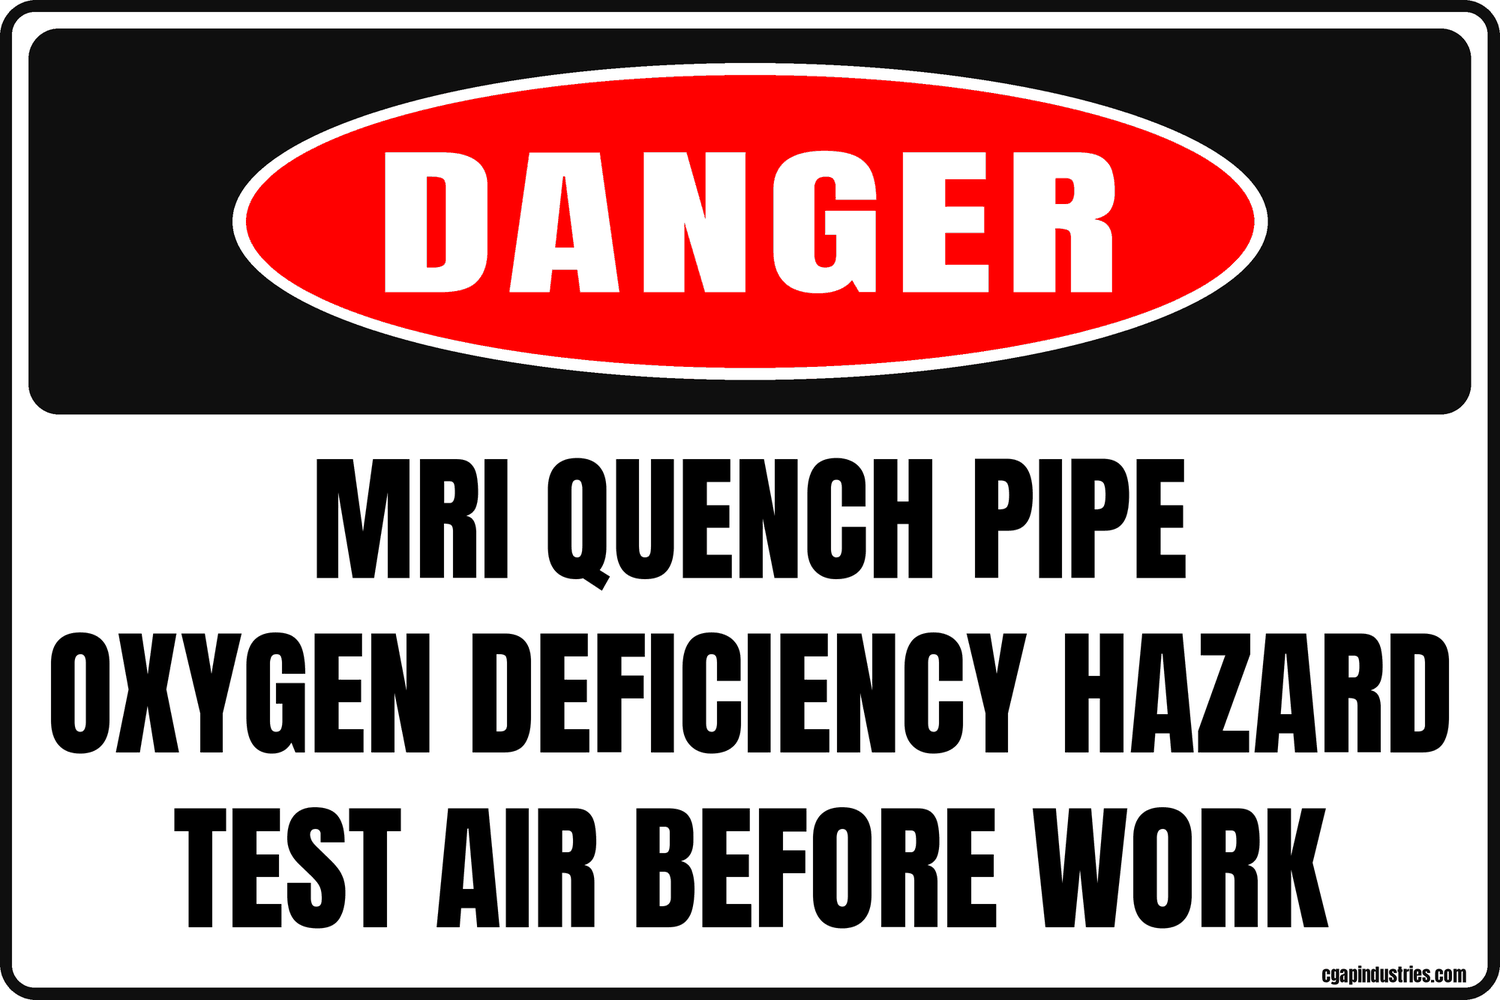 DANGER
MRI QUENCH PIPE
OXYGEN DEFICIENCY HAZARD
TEST AIR BEFORE WORK
cgapindustries.com